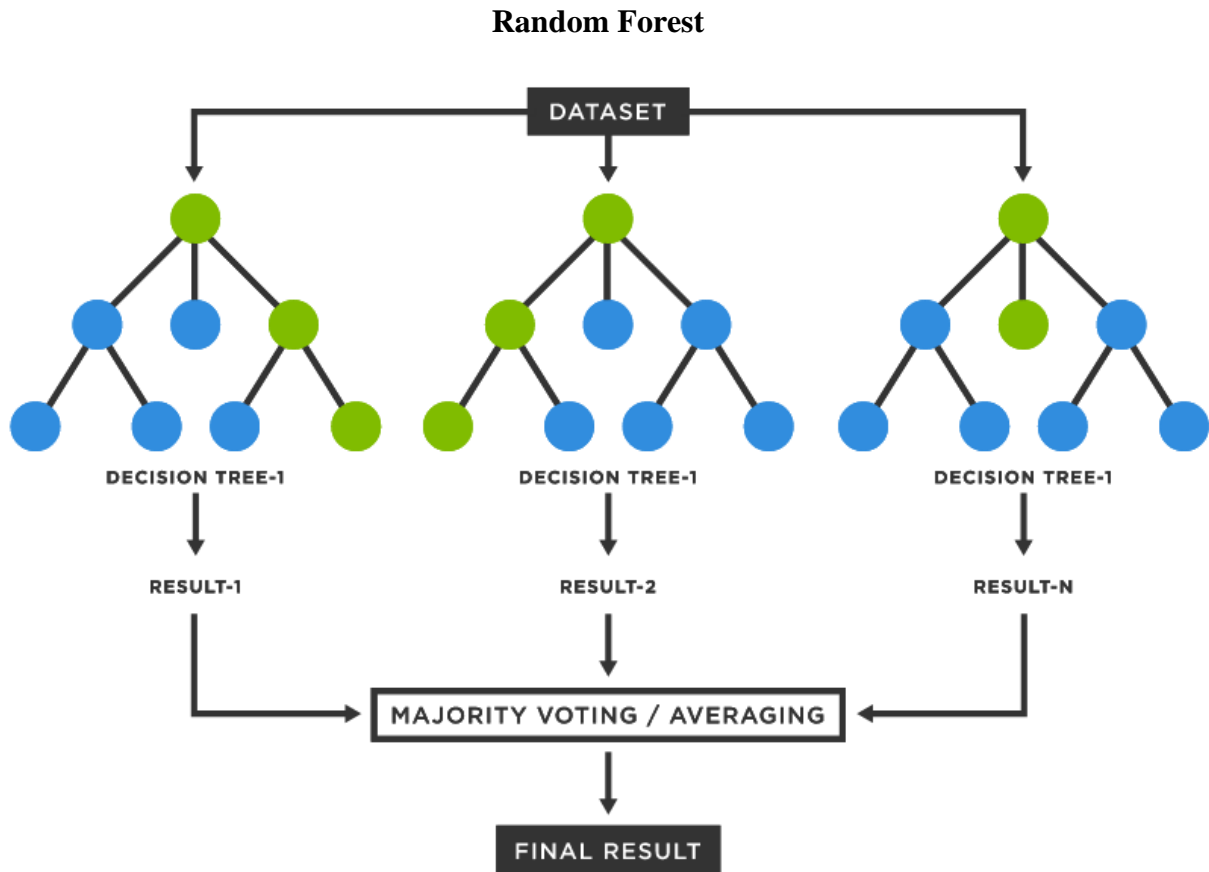 Random Forest
DATASET
DECISION TREE-1
DECISION TREE-1
DECISION TREE-1
RESULT-1
RESULT-2
RESULT-N
MAJORITY VOTING / AVERAGING
FINAL RESULT